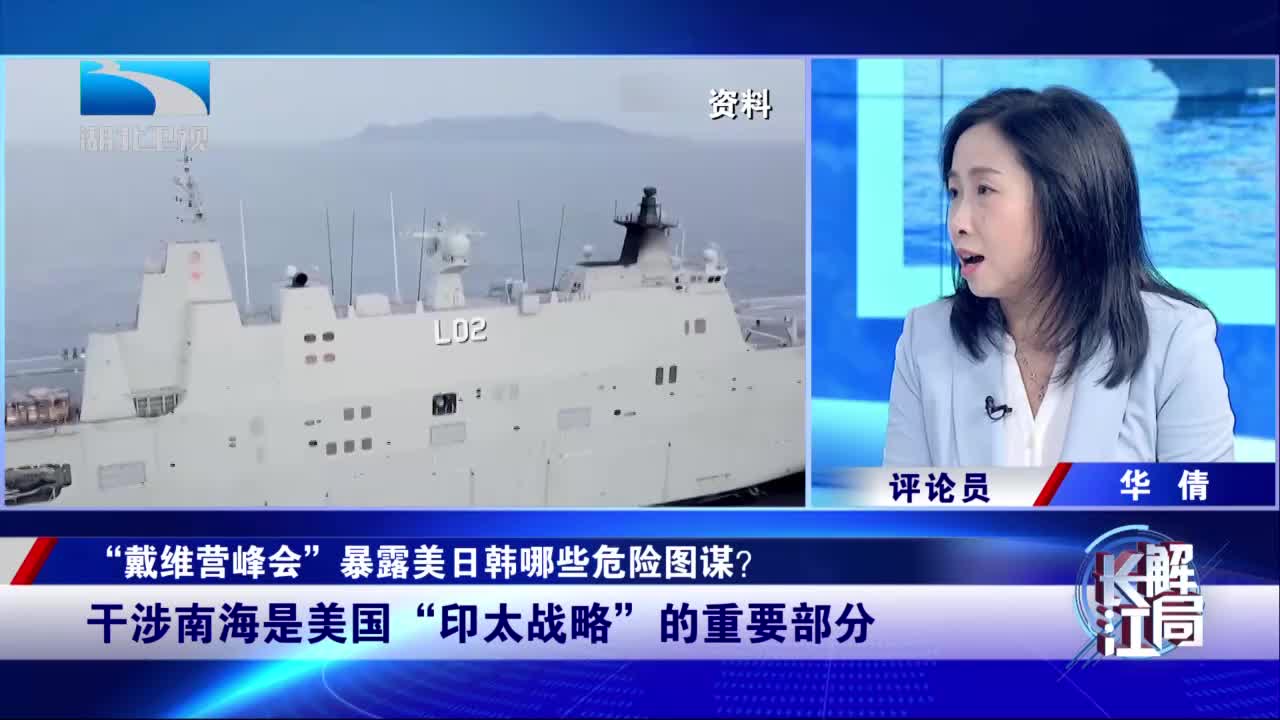 湖北卫视
资料
L02
评论员 华 倩
“戴维营峰会”暴露美日韩哪些危险图谋?
干涉南海是美国“印太战略”的重要部分
长江
解局